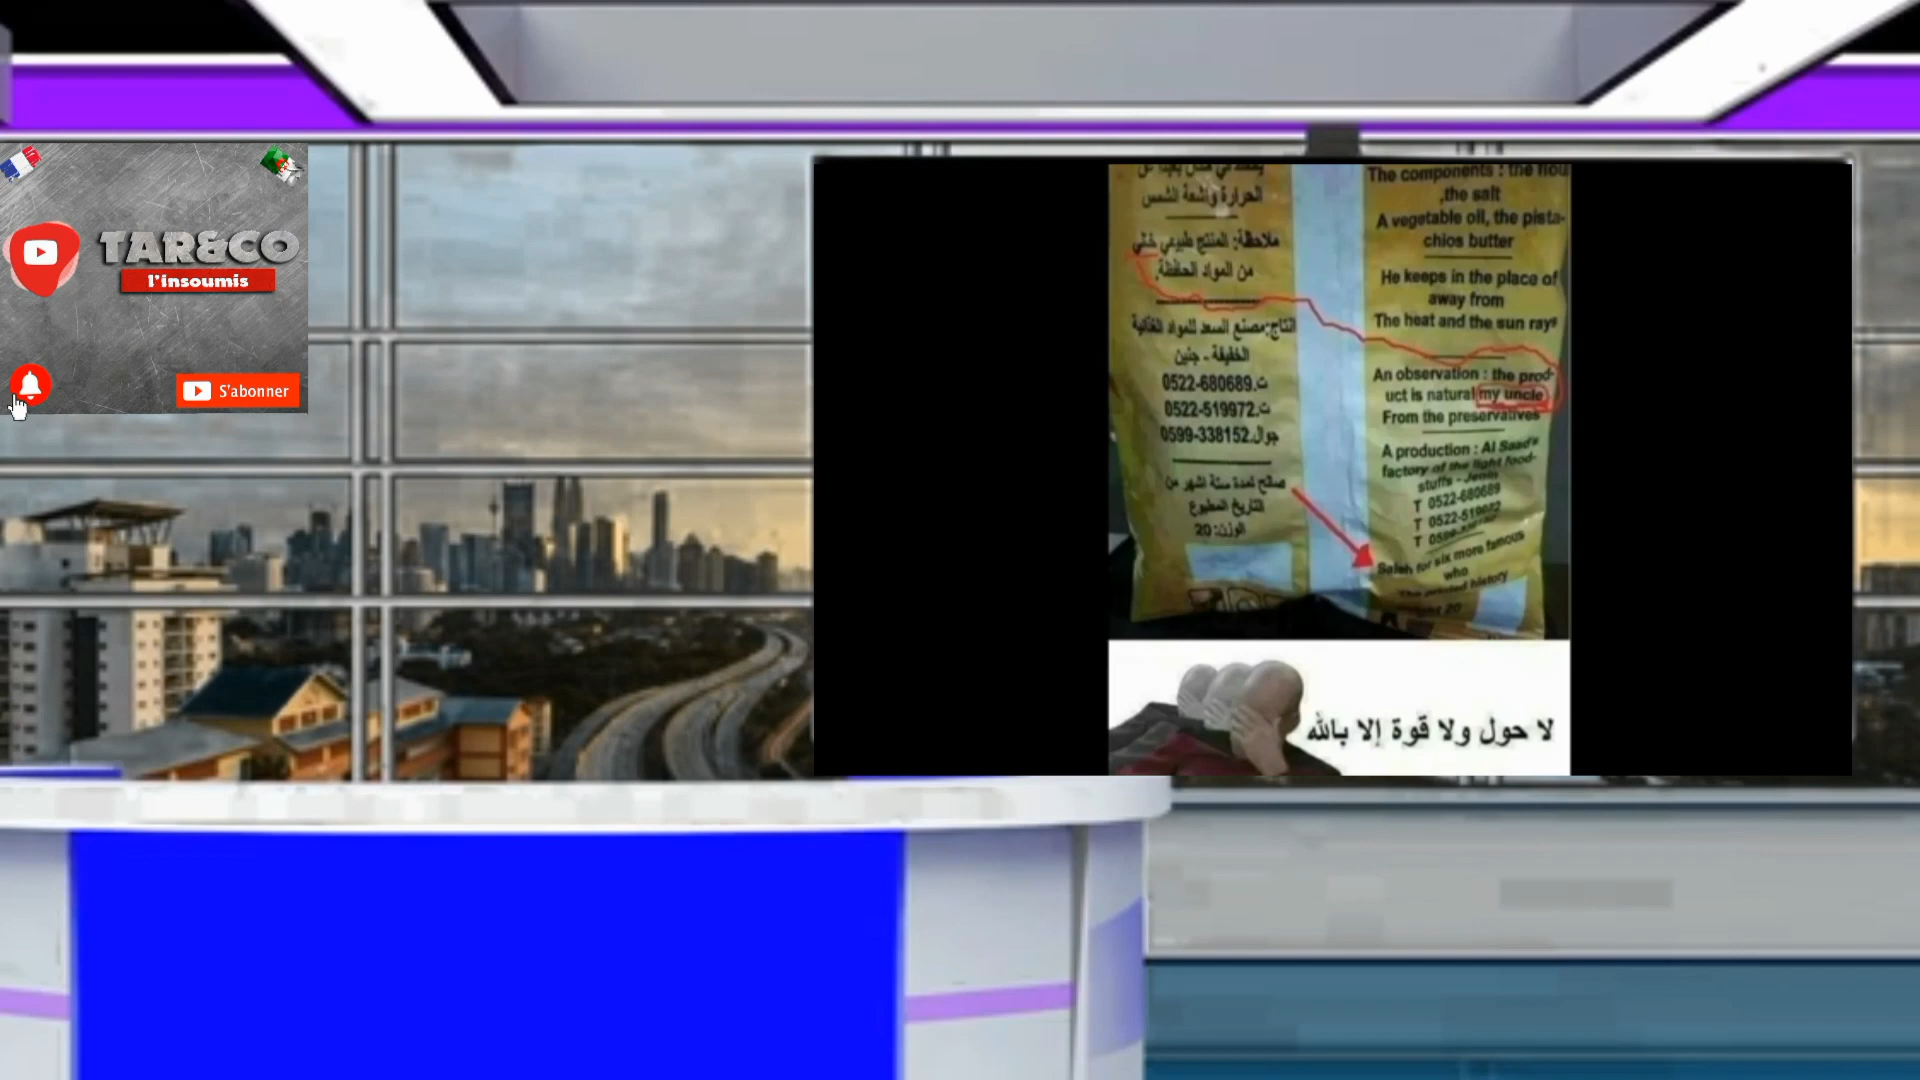 TAR&CO
l'insoumis
S'abonner
الحرارة واشعة الشمس
ملاحظة: المنتج طبيعي خالي
من المواد الحافظة.
انتاج: مصنع السعد للمواد الغذائية
الخفيفة - جنين
ت.0522-680689
ت.0522-519972
جوال.0599-338152
صالح لمدة ستة اشهر من
التاريخ المطبوع
الوزن: 20
The components : the flou
,the salt
A vegetable oil, the pista-
chios butter
He keeps in the place of
away from
The heat and the sun rays
An observation : the prod-
uct is natural my uncle
From the preservatives
A production : Al Saad's
factory of the light food-
stuffs - Jenin
T 0522-680689
T 0522-519972
Saleh for six more famous
who
The printed history
لا حول ولا قوة إلا بالله